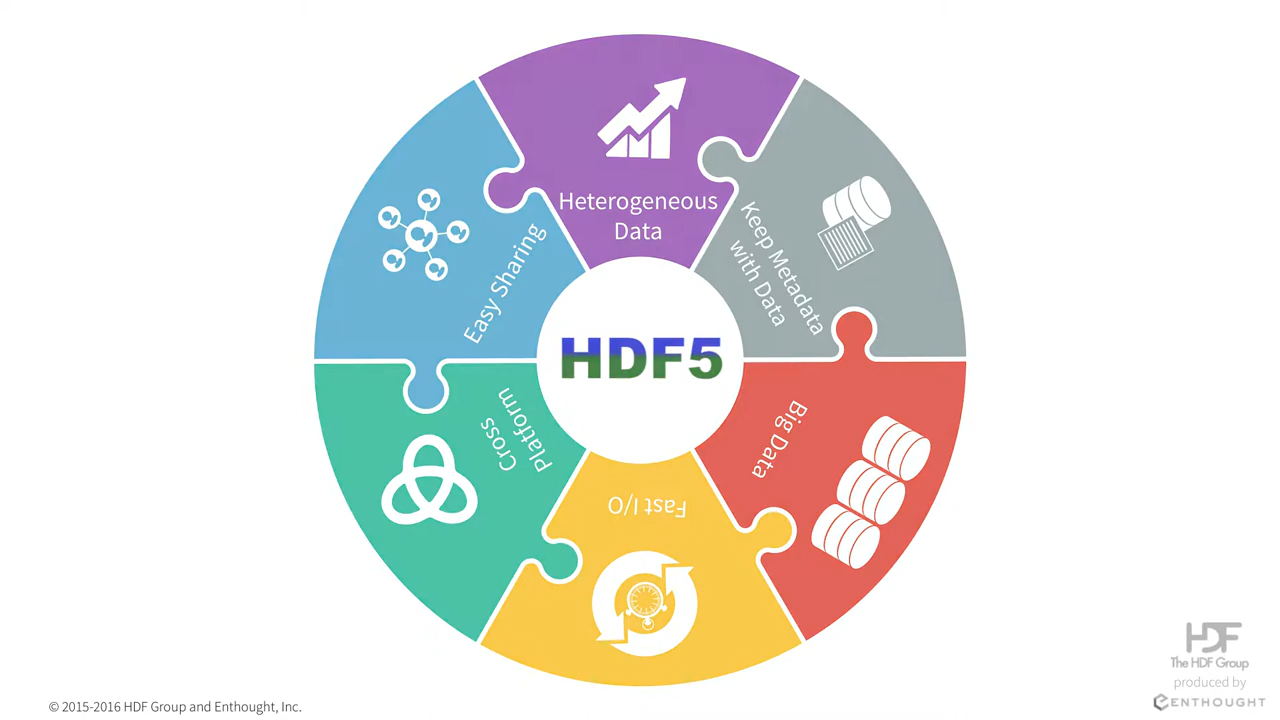 Heterogeneous
Data
Keep Metadata
with Data
Big Data
Fast I/O
Cross
Platform
Easy Sharing
HDF5
© 2015-2016 HDF Group and Enthought, Inc.
HDF
The HDF Group
produced by
ENTHOUGHT